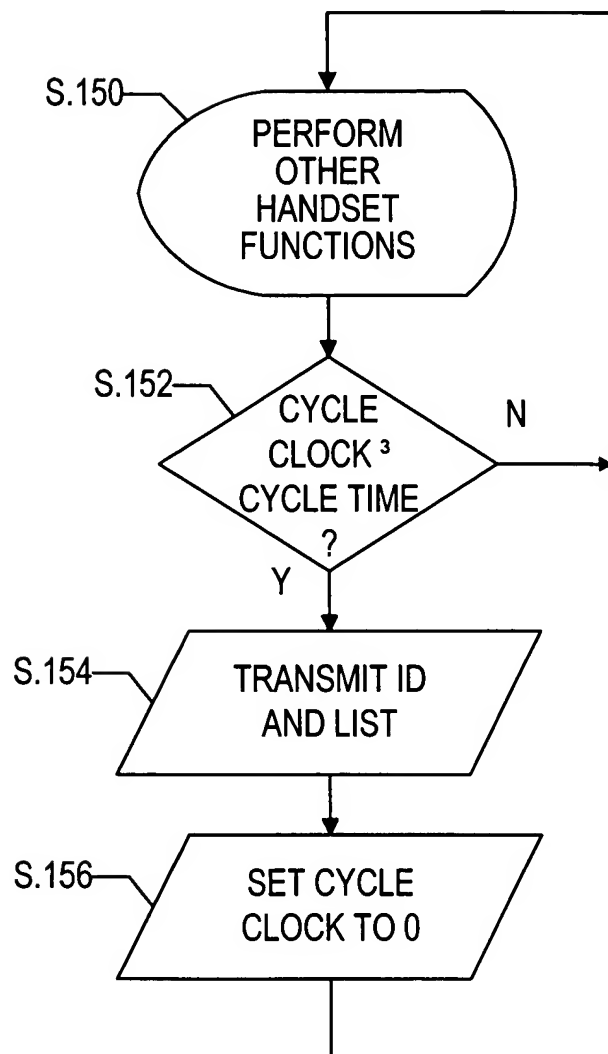 S.150
PERFORM
OTHER
HANDSET
FUNCTIONS
S.152
CYCLE
CLOCK ³
CYCLE TIME
?
N
Y
S.154
TRANSMIT ID
AND LIST
S.156
SET CYCLE
CLOCK TO 0